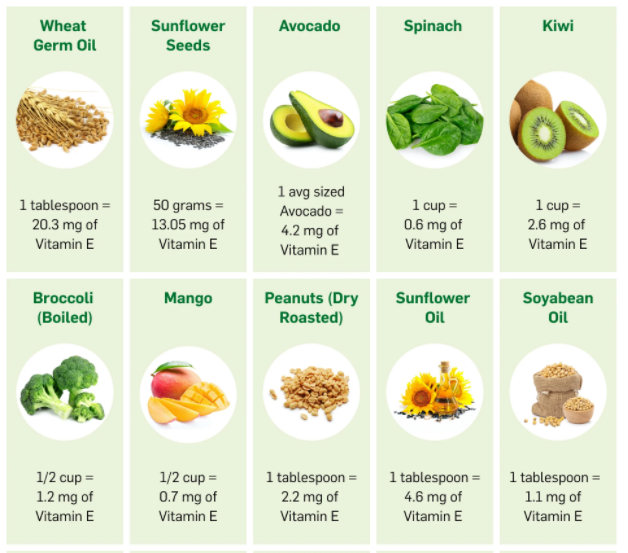 Wheat
Germ Oil
1 tablespoon =
20.3 mg of
Vitamin E
Sunflower
Seeds
50 grams =
13.05 mg of
Vitamin E
Avocado
1 avg sized
Avocado =
4.2 mg of
Vitamin E
Spinach
1 cup =
0.6 mg of
Vitamin E
Kiwi
1 cup =
2.6 mg of
Vitamin E
Broccoli
(Boiled)
1/2 cup =
1.2 mg of
Vitamin E
Mango
1/2 cup =
0.7 mg of
Vitamin E
Peanuts (Dry
Roasted)
1 tablespoon =
2.2 mg of
Vitamin E
Sunflower
Oil
1 tablespoon =
4.6 mg of
Vitamin E
Soyabean
Oil
1 tablespoon =
1.1 mg of
Vitamin E